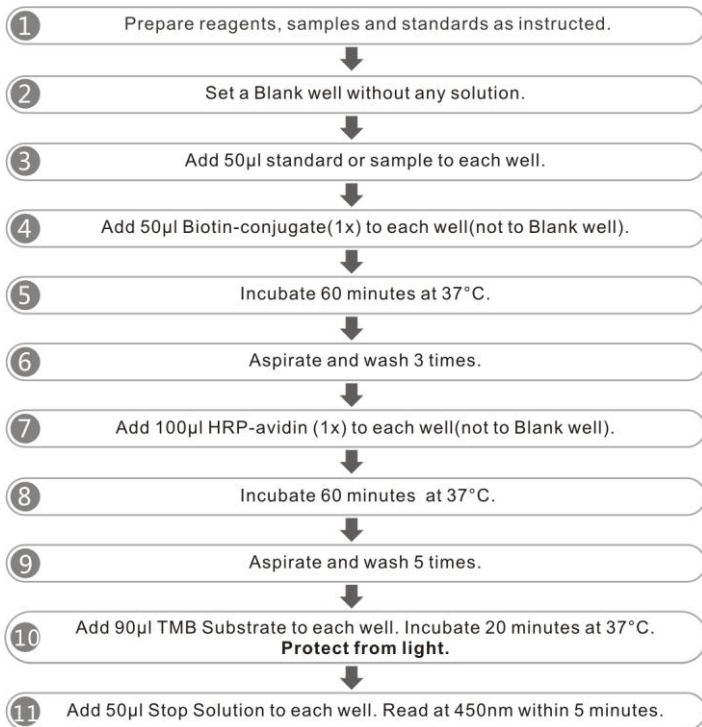 1 Prepare reagents, samples and standards as instructed.
2 Set a Blank well without any solution.
3 Add 50μl standard or sample to each well.
4 Add 50μl Biotin-conjugate(1x) to each well(not to Blank well).
5 Incubate 60 minutes at 37°C.
6 Aspirate and wash 3 times.
7 Add 100μl HRP-avidin (1x) to each well(not to Blank well).
8 Incubate 60 minutes at 37°C.
9 Aspirate and wash 5 times.
10 Add 90μl TMB Substrate to each well. Incubate 20 minutes at 37°C.
Protect from light.
11 Add 50μl Stop Solution to each well. Read at 450nm within 5 minutes.